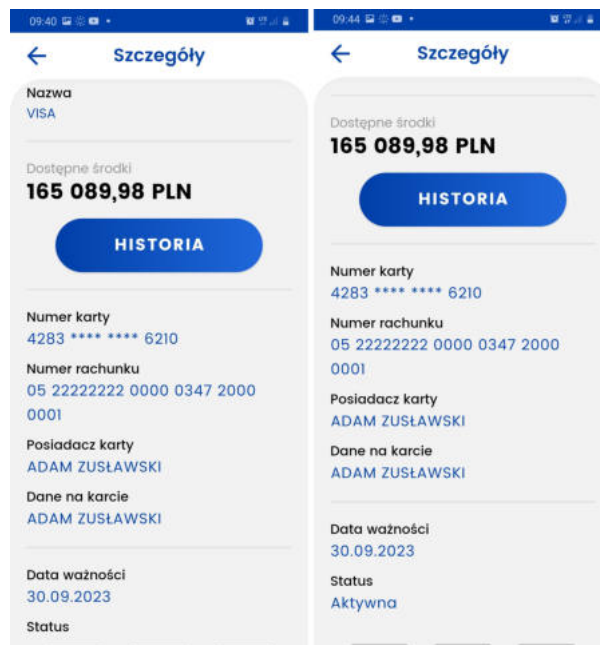 09:40
Szczegóły
Nazwa
VISA
Dostępne środki
165 089,98 PLN
HISTORIA
Numer karty
4283 **** **** 6210
Numer rachunku
05 22222222 0000 0347 2000
0001
Posiadacz karty
ADAM ZUSŁAWSKI
Dane na karcie
ADAM ZUSŁAWSKI
Data ważności
30.09.2023
Status
09:44
Szczegóły
Dostępne środki
165 089,98 PLN
HISTORIA
Numer karty
4283 **** **** 6210
Numer rachunku
05 22222222 0000 0347 2000
0001
Posiadacz karty
ADAM ZUSŁAWSKI
Dane na karcie
ADAM ZUSŁAWSKI
Data ważności
30.09.2023
Status
Aktywna